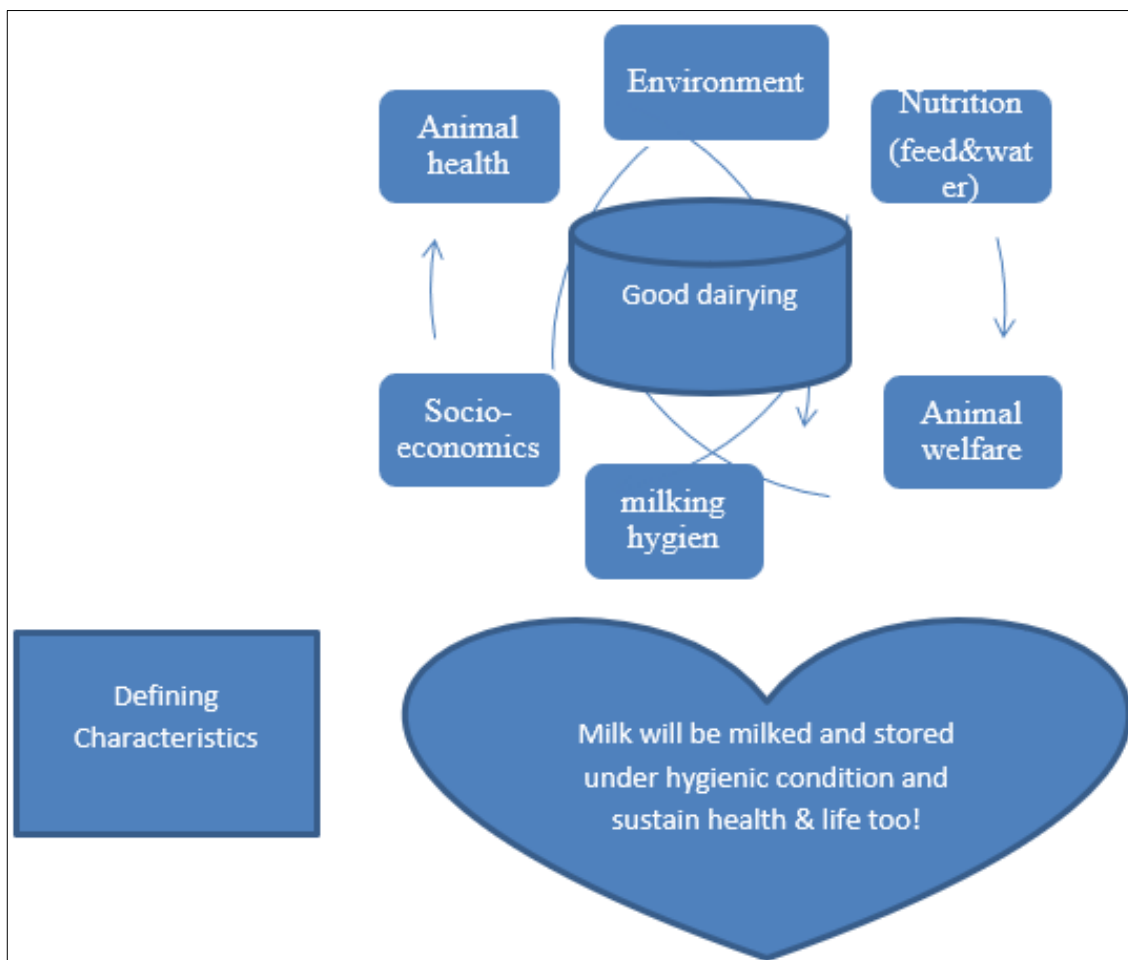 Environment
Animal
health
Nutrition
(feed&wat
er)
Good dairying
Socio-
economics
Animal
welfare
milking
hygien
Defining
Characteristics
Milk will be milked and stored
under hygienic condition and
sustain health & life too!